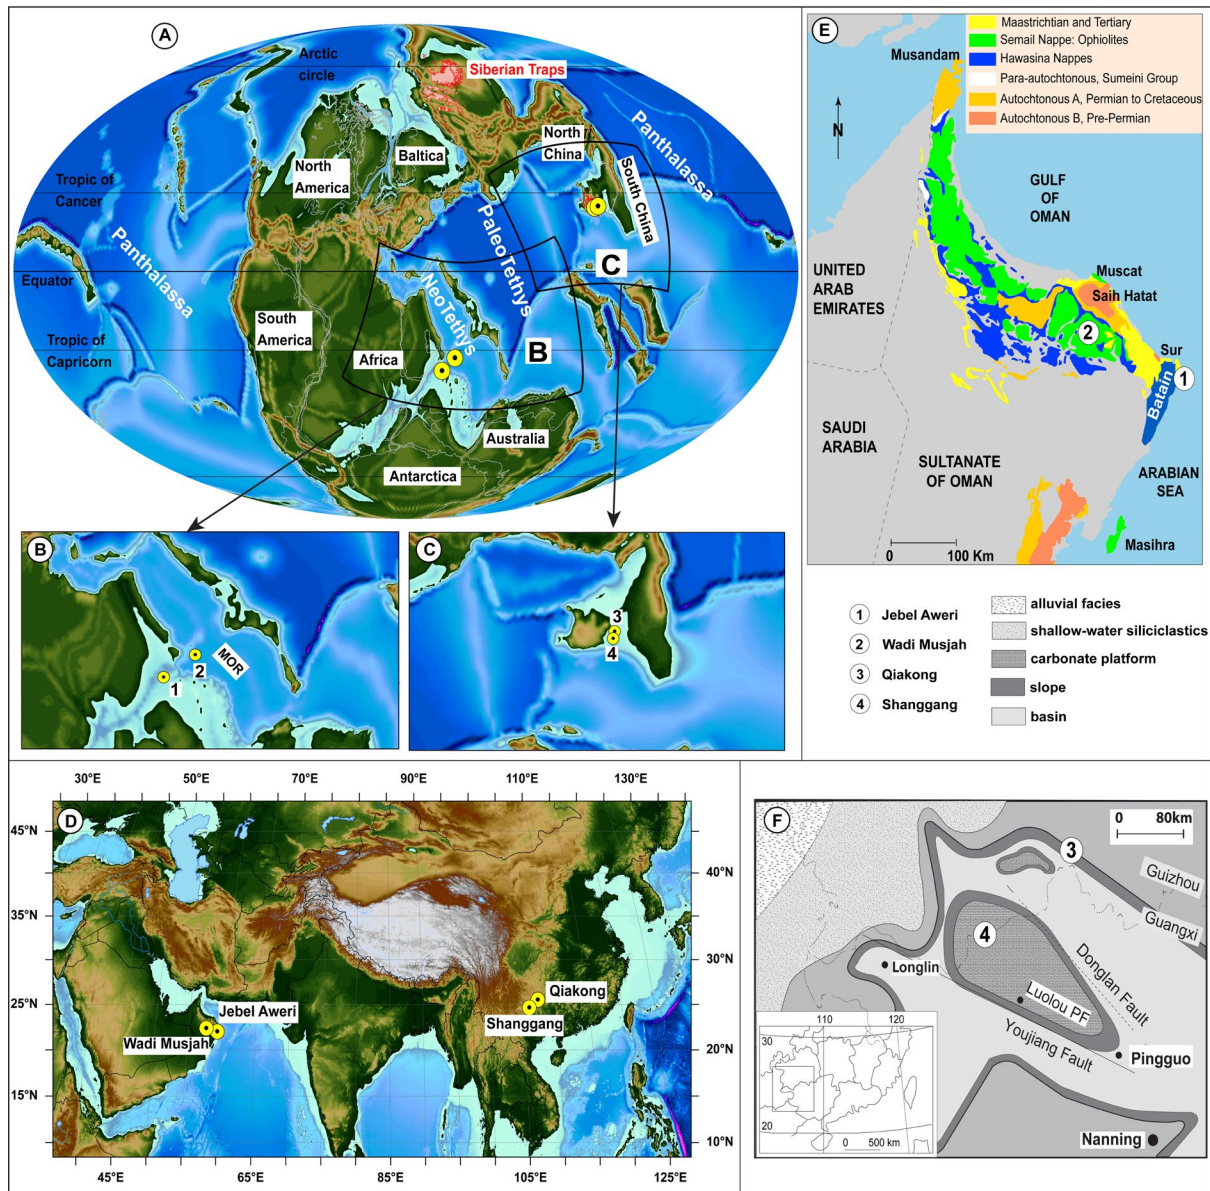 A
Arctic
circle
Siberian Traps
North
China
Baltica
North
America
South China
Panthalassa
Tropic of
Cancer
Panthalassa
PaleoTethys
C
NeoTethys
Equator
South
America
Tropic of
Capricorn
Africa
B
Australia
Antarctica
B
MOR
2
1
C
3
4
E
Maastrichtian and Tertiary
Semail Nappe: Ophiolites
Hawasina Nappes
Para-autochtonous, Sumeini Group
Autochtonous A, Permian to Cretaceous
Autochtonous B, Pre-Permian
Musandam
N
GULF
OF
OMAN
UNITED
ARAB
EMIRATES
Muscat
Saih Hatat
2
Sur
1
Batain
SAUDI
ARABIA
SULTANATE
OF OMAN
ARABIAN
SEA
Masihra
0 100 Km
1 Jebel Aweri
2 Wadi Musjah
3 Qiakong
4 Shanggang
alluvial facies
shallow-water siliciclastics
carbonate platform
slope
basin
30°E 50°E 70°E 90°E 110°E 130°E
D
45°N
40°N
35°N
30°N
25°N
20°N
15°N
10°N
40°N
35°N
30°N
25°N
20°N
15°N
10°N
Qiakong
Jebel Aweri
Shanggang
Wadi Musjah
45°E 65°E 85°E 105°E 125°E
F
0 80km
3
Guizhou
Guangxi
4
Longlin
Donglan Fault
Luolou PF
Youjiang Fault
Pingguo
Nanning
110 120
30
20
0 500 km